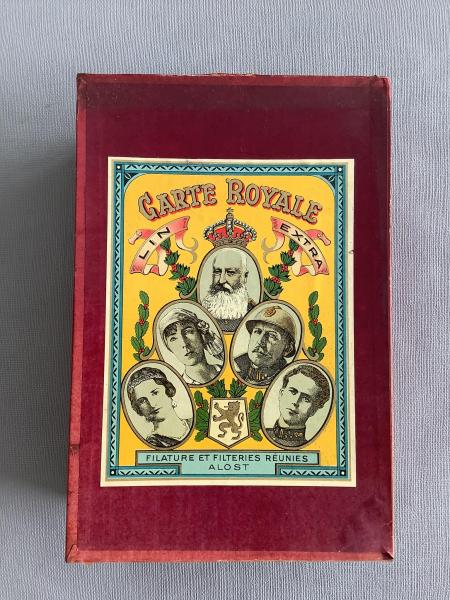 CARTE ROYALE
LIN EXTRA
FILATURE ET FILTERIES RÉUNIES
ALOST